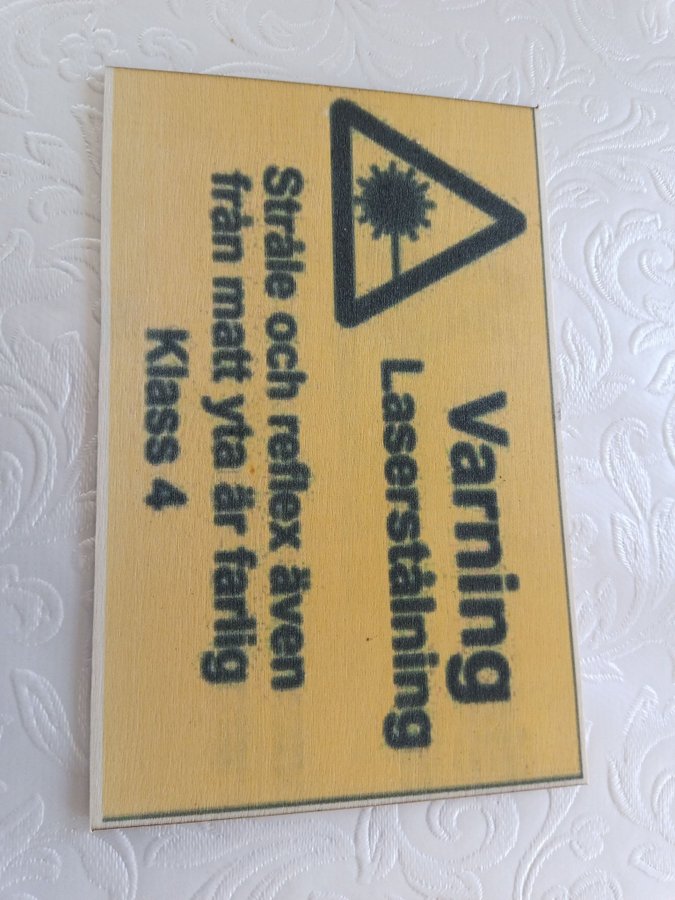 Varning
Laserstålning
Stråle och reflex även
från matt yta är farlig
Klass 4